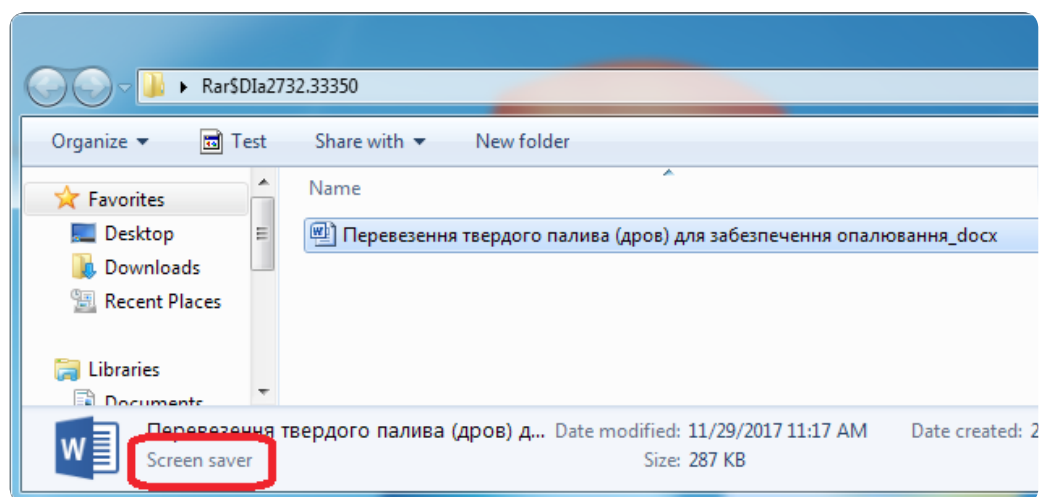 Rar$DIa2732.33350
Organize Test Share with New folder
Favorites
Desktop
Downloads
Recent Places
Libraries
Documents
Name
Перевезення твердого палива (дров) для забезпечення опалювання_docx
Перевезення твердого палива (дров) д... Date modified: 11/29/2017 11:17 AM Date created: 2
Screen saver Size: 287 KB